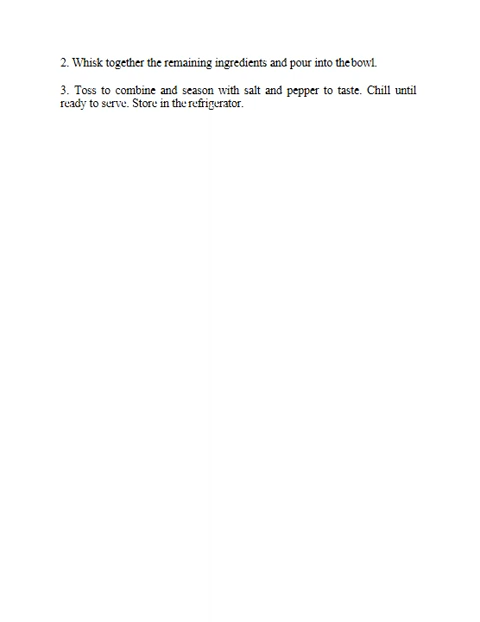 2. Whisk together the remaining ingredients and pour into the bowl.
3. Toss to combine and season with salt and pepper to taste. Chill until
ready to serve. Store in the refrigerator.